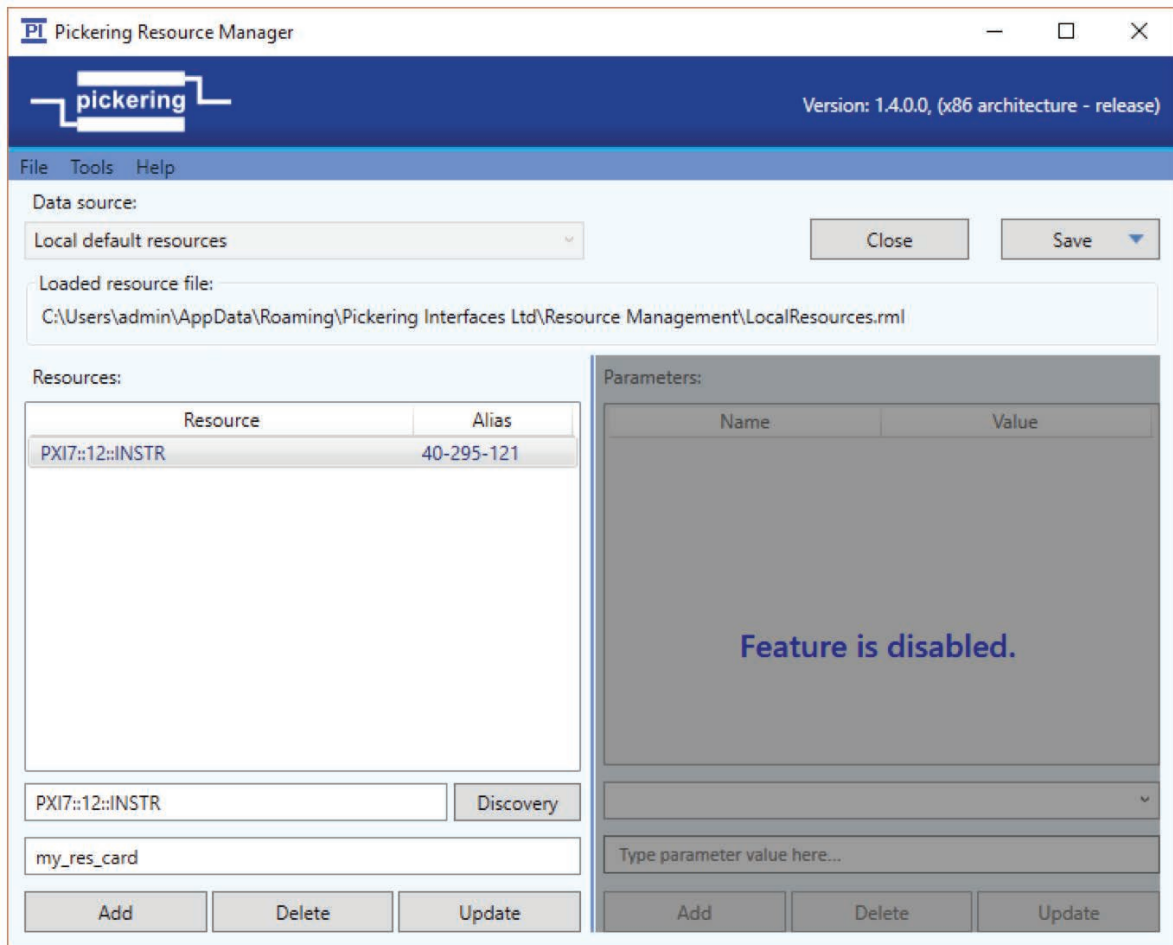 PI Pickering Resource Manager
pickering
Version: 1.4.0.0, (x86 architecture - release)
File Tools Help
Data source:
Local default resources
Close Save
Loaded resource file:
C:\Users\admin\AppData\Roaming\Pickering Interfaces Ltd\Resource Management\LocalResources.rml
Resources:
Resource Alias
PXI7::12::INSTR 40-295-121
PXI7::12::INSTR Discovery
my_res_card
Add Delete Update
Parameters:
Name Value
Feature is disabled.
Type parameter value here...
Add Delete Update